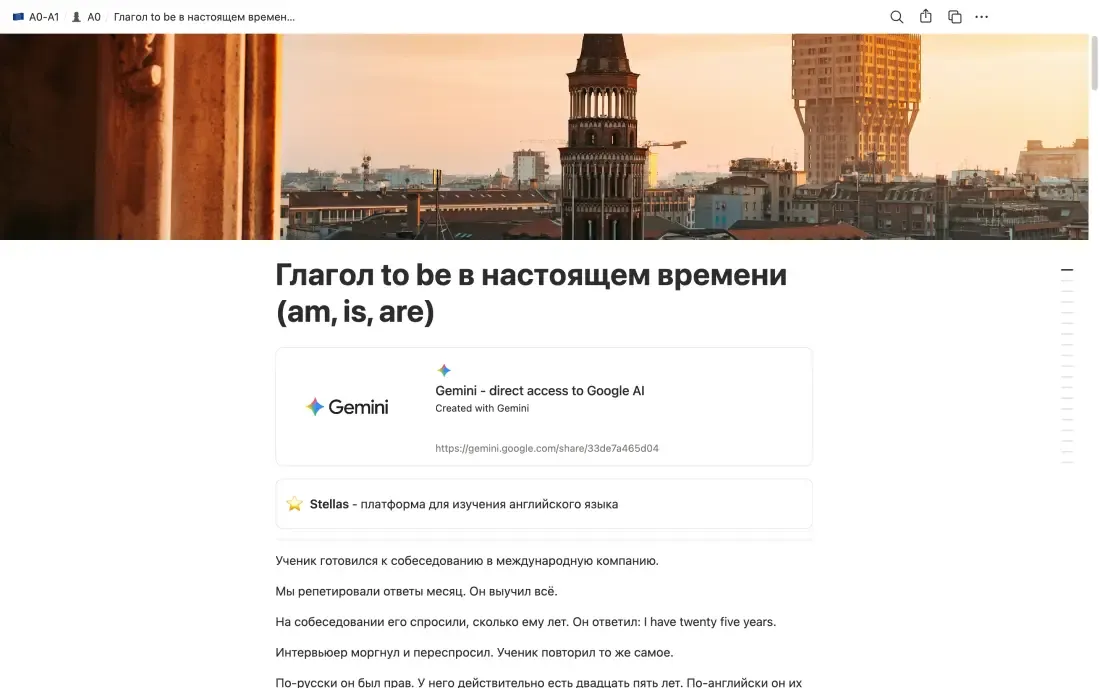 A0-A1 / A0 / Глагол to be в настоящем времен...
Глагол to be в настоящем времени
(am, is, are)
Gemini
Gemini - direct access to Google AI
Created with Gemini
https://gemini.google.com/share/33de7a465d04
Stellas - платформа для изучения английского языка
Ученик готовился к собеседованию в международную компанию.
Мы репетировали ответы месяц. Он выучил всё.
На собеседовании его спросили, сколько ему лет. Он ответил: I have twenty five years.
Интервьюер моргнул и переспросил. Ученик повторил то же самое.
По-русски он был прав. У него действительно есть двадцать пять лет. По-английски он их